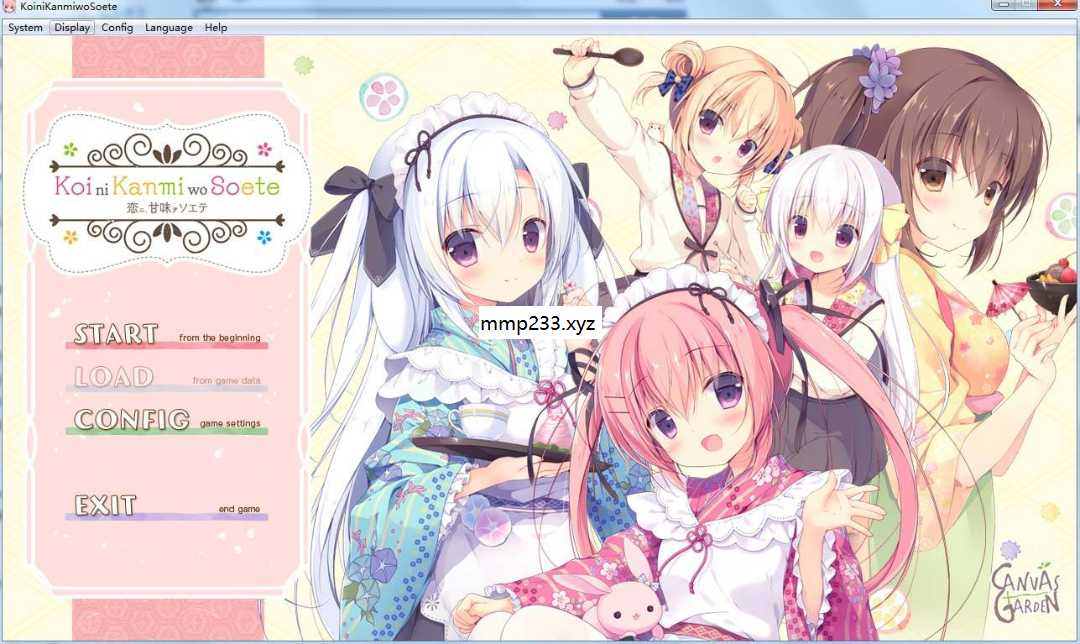 KoiniKanmiwoSoete
System Display Config Language Help
Koi ni Kanmi wo Soete
恋に、甘味ヲソエテ
mmp233.xyz
START from the beginning
LOAD from game data
CONFIG game settings
EXIT end game
CANVAS
GARDEN